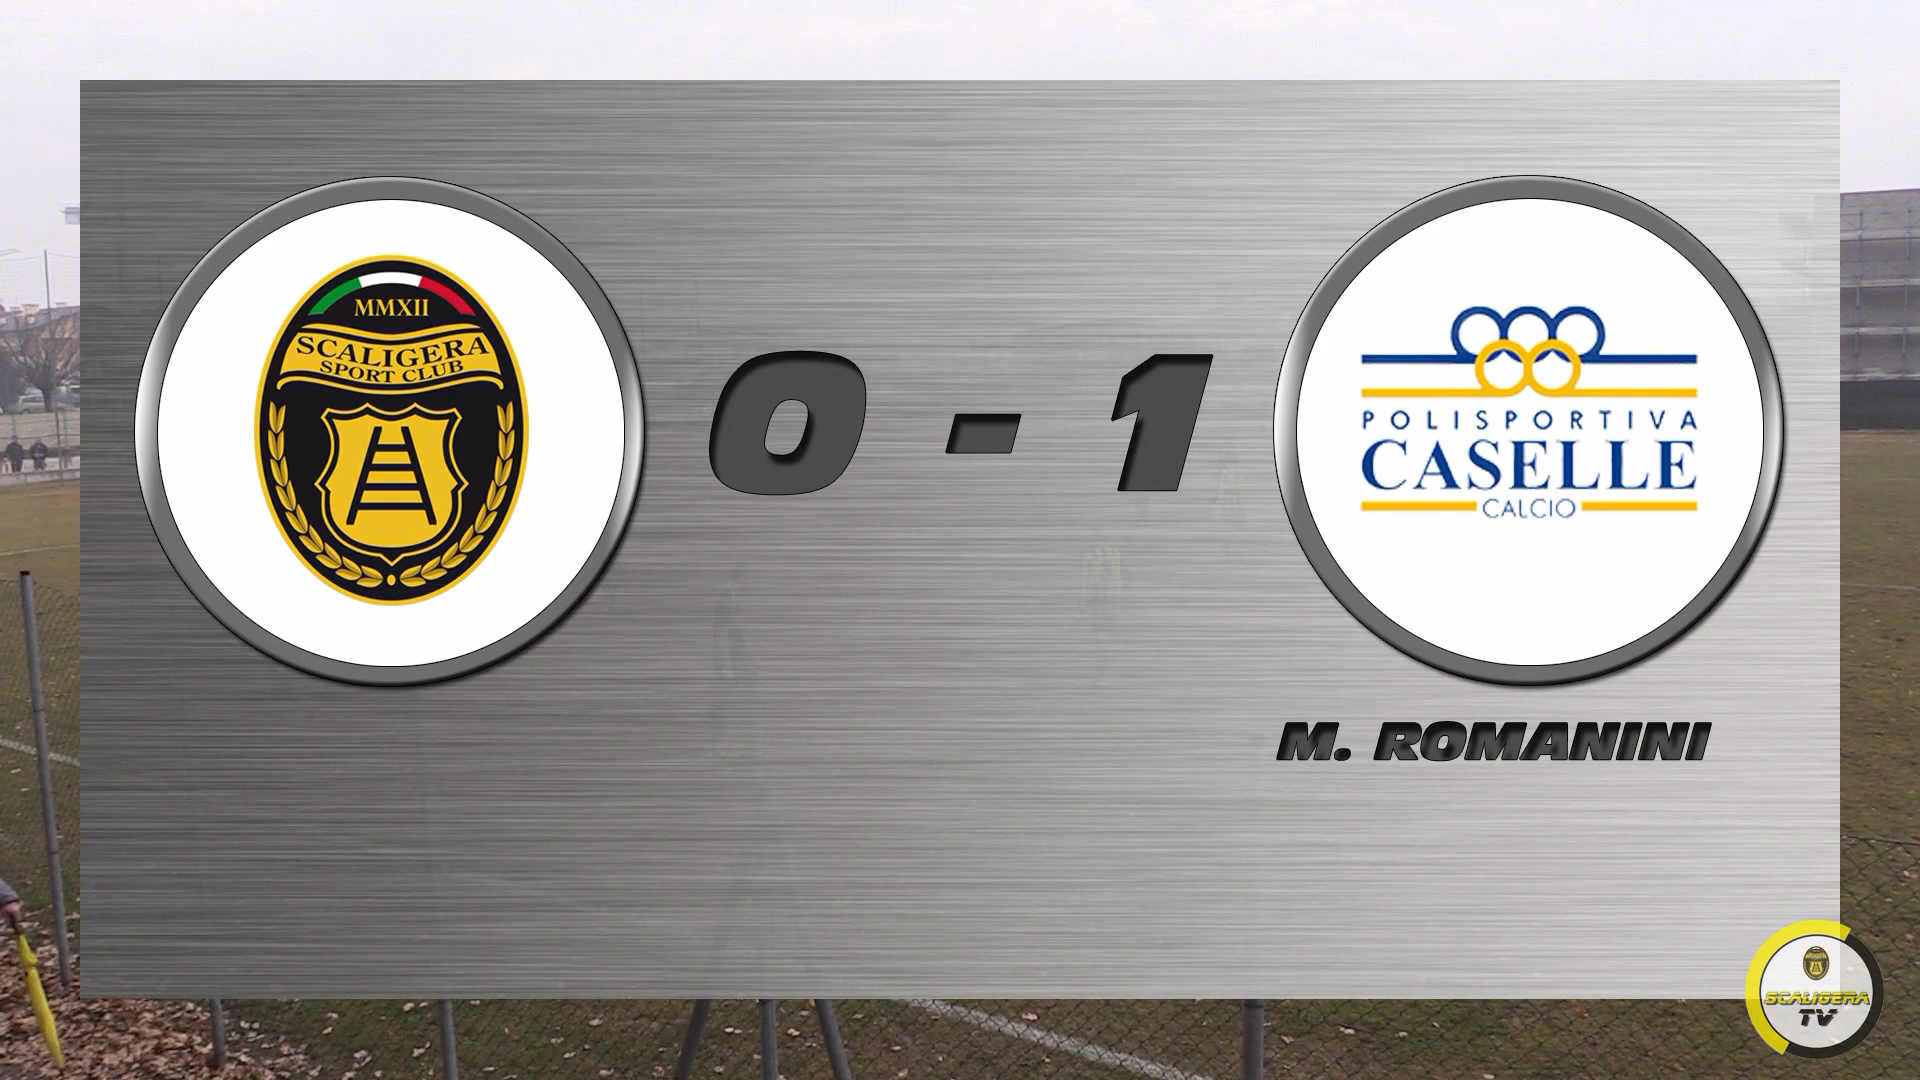 MMXII
SCALIGERA
SPORT CLUB
0 - 1
POLISPORTIVA
CASELLE
CALCIO
M. ROMANINI
SCALIGERA
TV